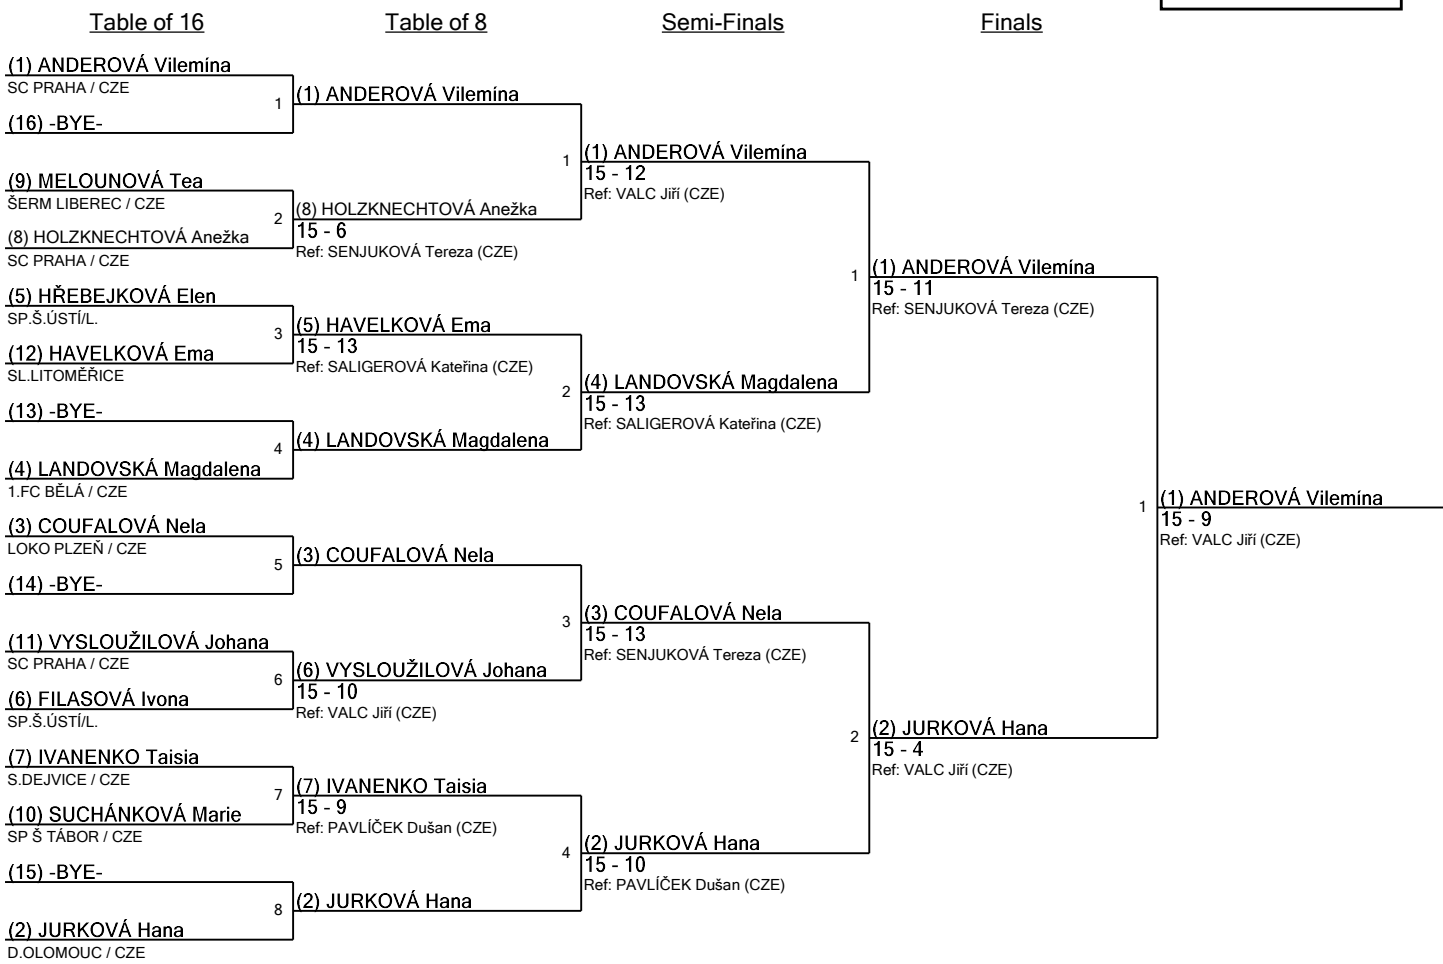 Table of 16
Table of 8
Semi-Finals
Finals
(1) ANDEROVÁ Vilemína
SC PRAHA / CZE
1
(16) -BYE-
(9) MELOUNOVÁ Tea
ŠERM LIBEREC / CZE
2
(8) HOLZKNECHTOVÁ Anežka
SC PRAHA / CZE
(5) HŘEBEJKOVÁ Elen
SP.Š.ÚSTÍ/L.
3
(12) HAVELKOVÁ Ema
SL.LITOMĚŘICE
(13) -BYE-
4
(4) LANDOVSKÁ Magdalena
1.FC BĚLÁ / CZE
(3) COUFALOVÁ Nela
LOKO PLZEŇ / CZE
5
(14) -BYE-
(11) VYSLOUŽILOVÁ Johana
SC PRAHA / CZE
6
(6) FILASOVÁ Ivona
SP.Š.ÚSTÍ/L.
(7) IVANENKO Taisia
S.DEJVICE / CZE
7
(10) SUCHÁNKOVÁ Marie
SP Š TÁBOR / CZE
(15) -BYE-
8
(2) JURKOVÁ Hana
D.OLOMOUC / CZE
(1) ANDEROVÁ Vilemína
1
(8) HOLZKNECHTOVÁ Anežka
15 - 6
Ref: SENJUKOVÁ Tereza (CZE)
(5) HAVELKOVÁ Ema
15 - 13
Ref: SALIGEROVÁ Kateřina (CZE)
2
(4) LANDOVSKÁ Magdalena
(3) COUFALOVÁ Nela
3
(6) VYSLOUŽILOVÁ Johana
15 - 10
Ref: VALC Jiří (CZE)
(7) IVANENKO Taisia
15 - 9
Ref: PAVLÍČEK Dušan (CZE)
4
(2) JURKOVÁ Hana
(1) ANDEROVÁ Vilemína
15 - 12
Ref: VALC Jiří (CZE)
1
(4) LANDOVSKÁ Magdalena
15 - 13
Ref: SALIGEROVÁ Kateřina (CZE)
(3) COUFALOVÁ Nela
15 - 13
Ref: SENJUKOVÁ Tereza (CZE)
2
(2) JURKOVÁ Hana
15 - 10
Ref: PAVLÍČEK Dušan (CZE)
(1) ANDEROVÁ Vilemína
15 - 11
Ref: SENJUKOVÁ Tereza (CZE)
1
(2) JURKOVÁ Hana
15 - 4
Ref: VALC Jiří (CZE)
(1) ANDEROVÁ Vilemína
15 - 9
Ref: VALC Jiří (CZE)